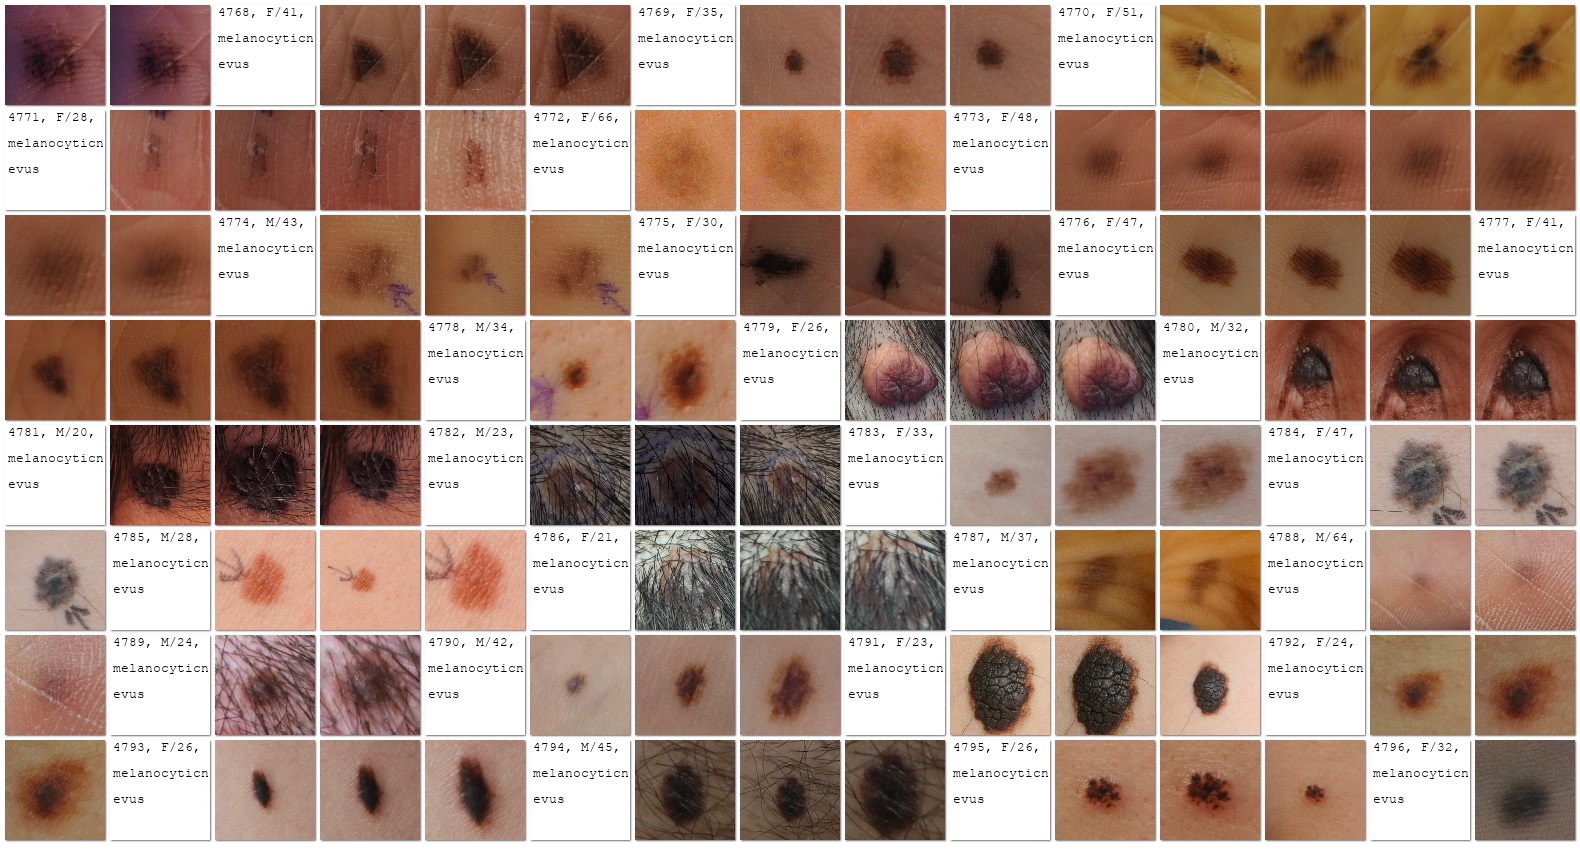 4768, F/41,
melanocyticn
evus
4769, F/35,
melanocyticn
evus
4770, F/51,
melanocyticn
evus
4771, F/28,
melanocyticn
evus
4772, F/66,
melanocyticn
evus
4773, F/48,
melanocyticn
evus
4774, M/43,
melanocyticn
evus
4775, F/30,
melanocyticn
evus
4776, F/47,
melanocyticn
evus
4777, F/41,
melanocyticn
evus
4778, M/34,
melanocyticn
evus
4779, F/26,
melanocyticn
evus
4780, M/32,
melanocyticn
evus
4781, M/20,
melanocyticn
evus
4782, M/23,
melanocyticn
evus
4783, F/33,
melanocyticn
evus
4784, F/47,
melanocyticn
evus
4785, M/28,
melanocyticn
evus
4786, F/21,
melanocyticn
evus
4787, M/37,
melanocyticn
evus
4788, M/64,
melanocyticn
evus
4789, M/24,
melanocyticn
evus
4790, M/42,
melanocyticn
evus
4791, F/23,
melanocyticn
evus
4792, F/24,
melanocyticn
evus
4793, F/26,
melanocyticn
evus
4794, M/45,
melanocyticn
evus
4795, F/26,
melanocyticn
evus
4796, F/32,
melanocyticn
evus